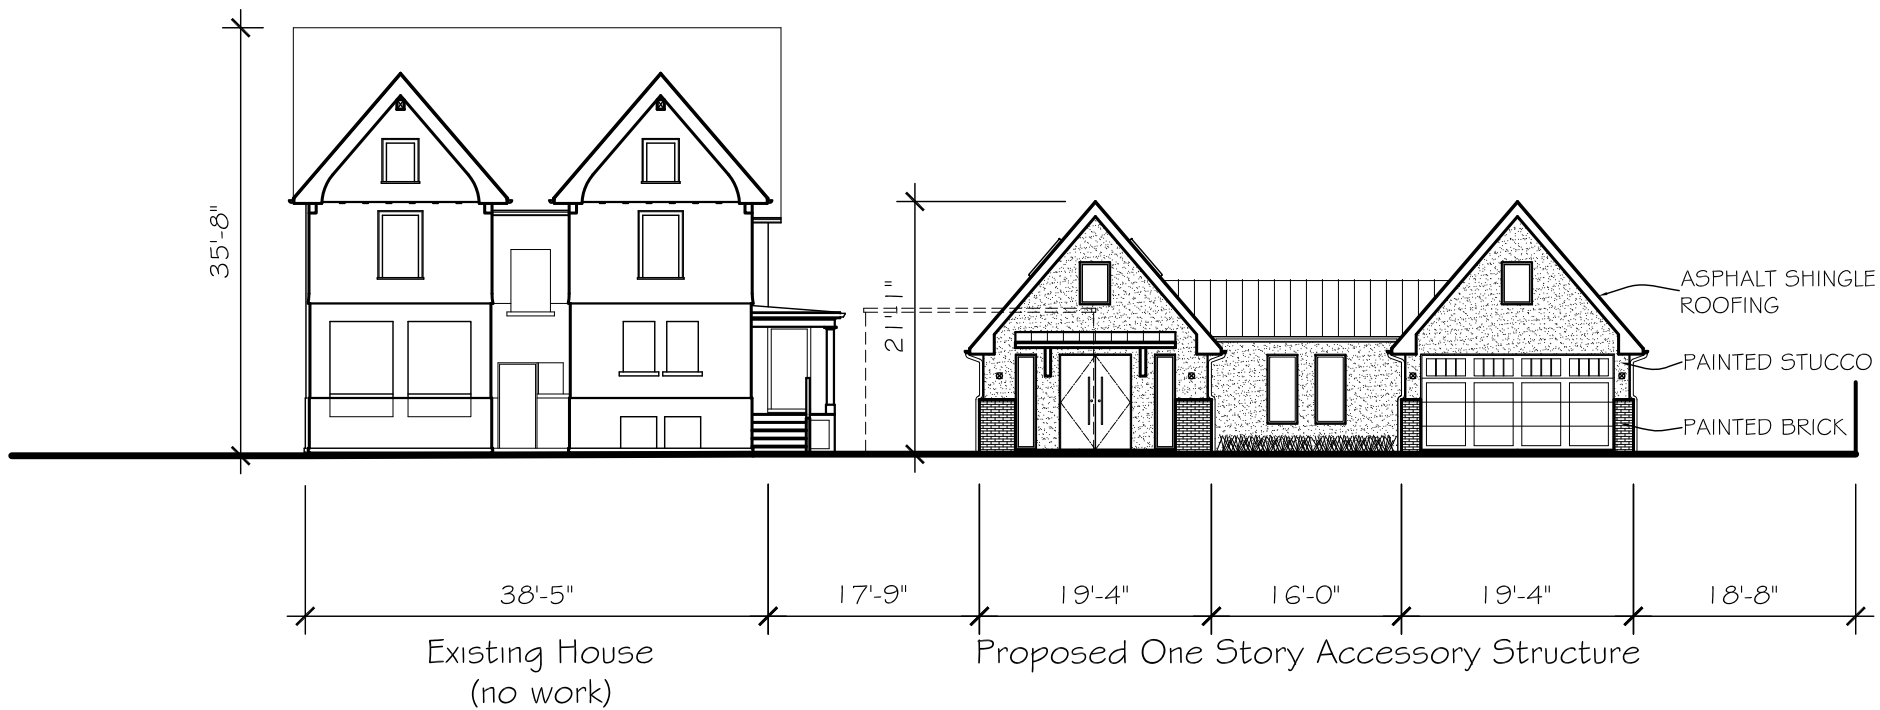 35'-8"
21'-1"
ASPHALT SHINGLE
ROOFING
PAINTED STUCCO
PAINTED BRICK
38'-5" 17'-9" 19'-4" 16'-0" 19'-4" 18'-8"
Existing House
(no work)
Proposed One Story Accessory Structure